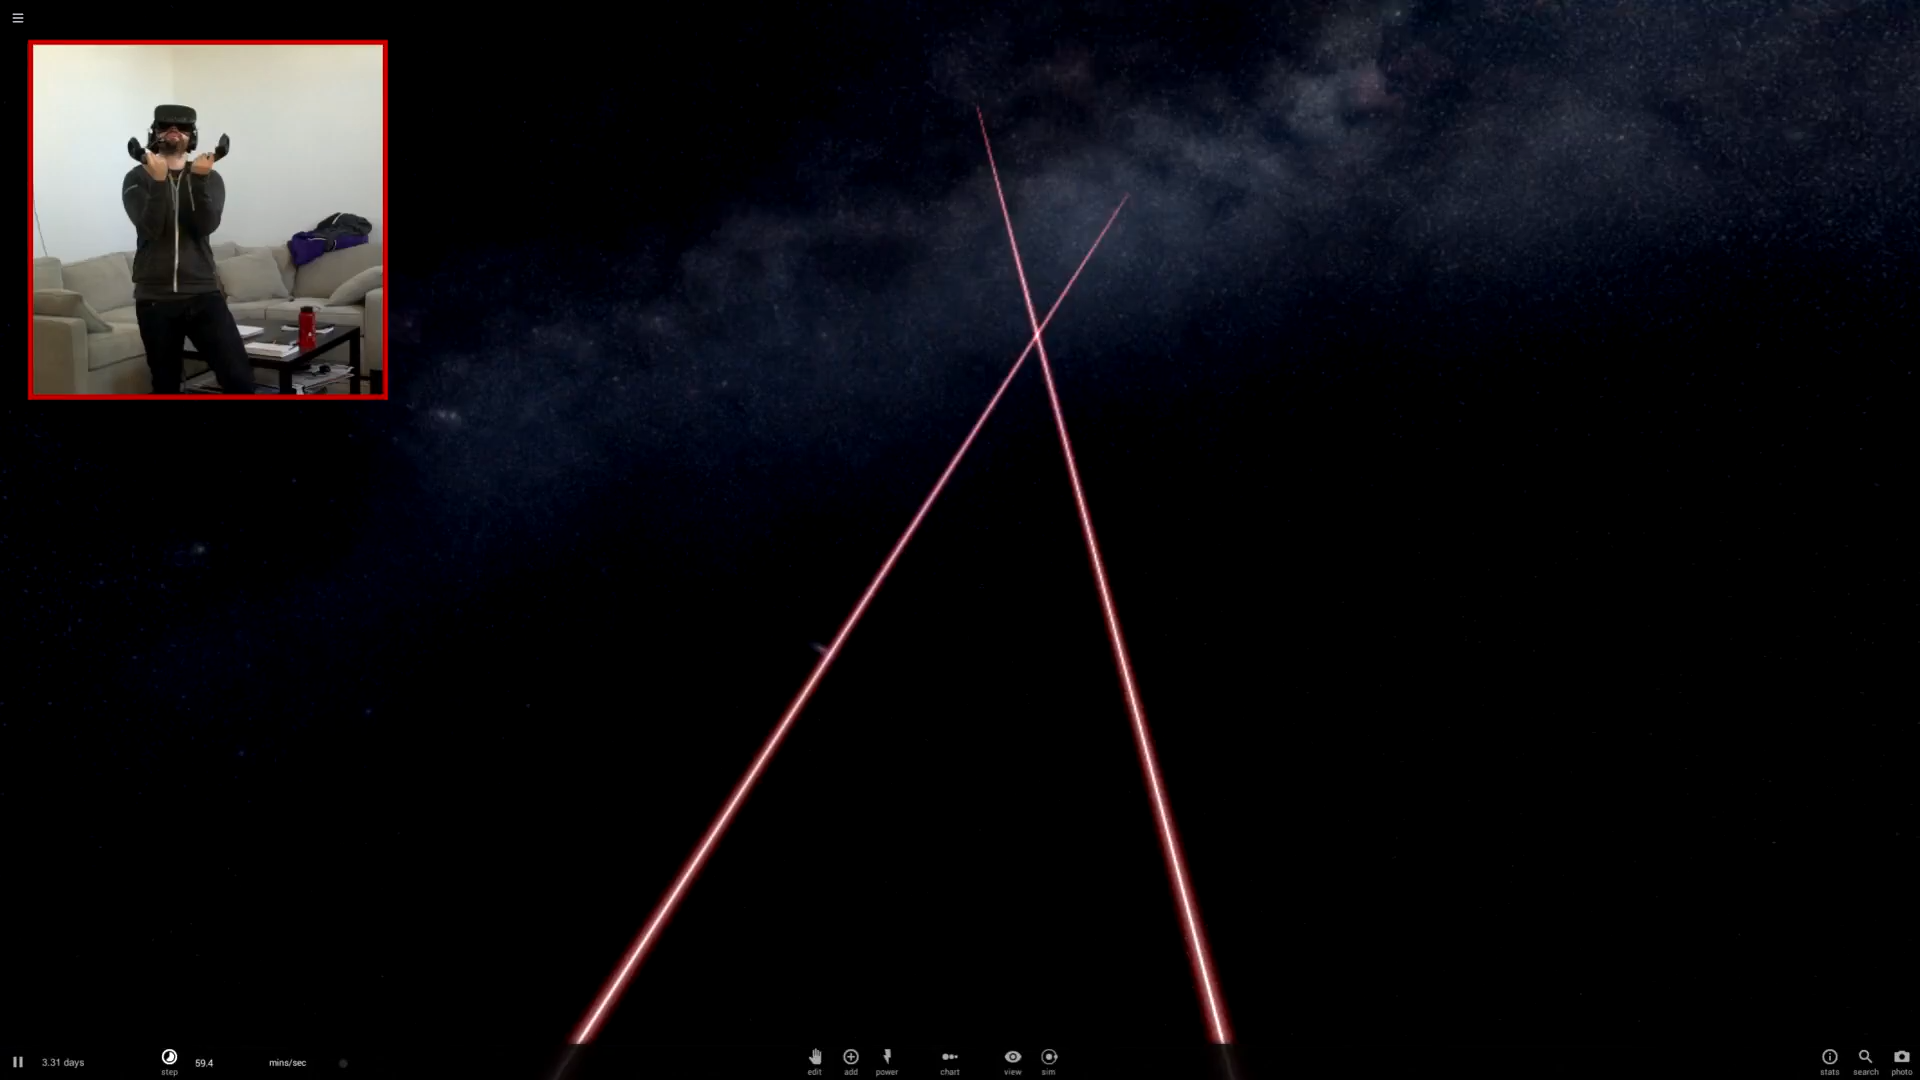 3.31 days
step
59.4
mins/sec
edit
add
power
chart
view
sim
stats
search
photo